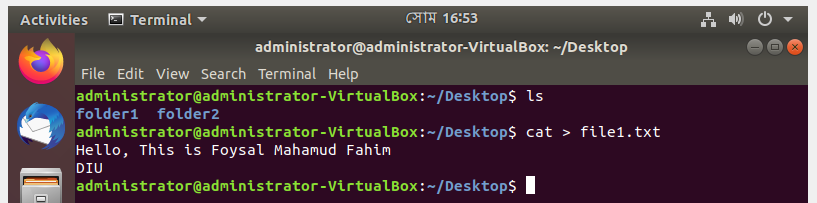 Activities Terminal সোম 16:53
administrator@administrator-VirtualBox: ~/Desktop
File Edit View Search Terminal Help
administrator@administrator-VirtualBox:~/Desktop$ ls
folder1 folder2
administrator@administrator-VirtualBox:~/Desktop$ cat > file1.txt
Hello, This is Foysal Mahamud Fahim
DIU
administrator@administrator-VirtualBox:~/Desktop$